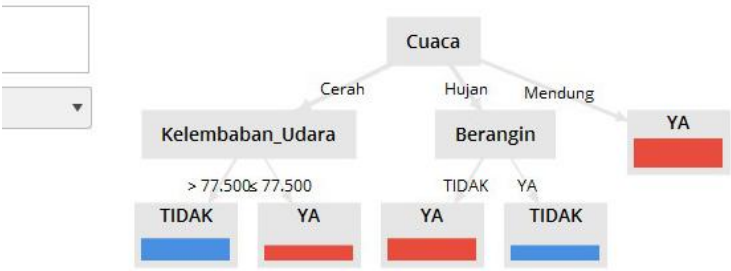 Cuaca
Cerah Hujan Mendung
Kelembaban_Udara Berangin YA
> 77.500 ≤ 77.500 TIDAK YA
TIDAK YA YA TIDAK